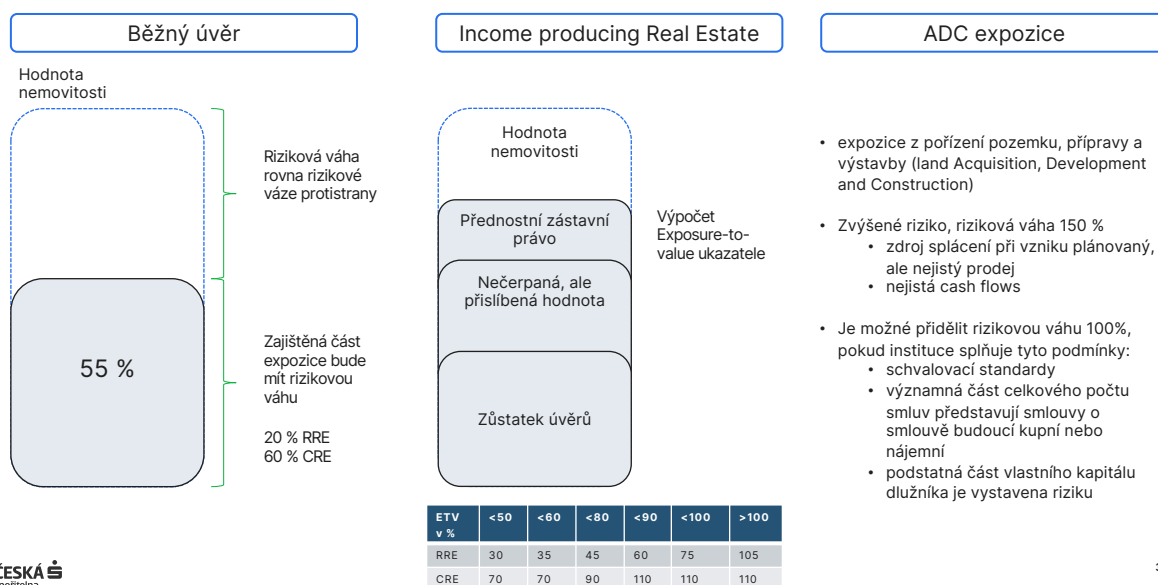 Běžný úvěr
Hodnota
nemovitosti
Riziková váha
rovna rizikové
váze protistrany
55 %
Zajištěná část
expozice bude
mít rizikovou
váhu
20 % RRE
60 % CRE
Income producing Real Estate
Hodnota
nemovitosti
Přednostní zástavní
právo
Nečerpaná, ale
přislíbená hodnota
Zůstatek úvěrů
Výpočet
Exposure-to-
value ukazatele
ETV v % <50 <60 <80 <90 <100 >100
RRE 30 35 45 60 75 105
CRE 70 70 90 110 110 110
ADC expozice
• expozice z pořízení pozemku, přípravy a
výstavby (land Acquisition, Development
and Construction)
• Zvýšené riziko, riziková váha 150 %
• zdroj splácení při vzniku plánovaný,
ale nejistý prodej
• nejistá cash flows
• Je možné přidělit rizikovou váhu 100%,
pokud instituce splňuje tyto podmínky:
• schvalovací standardy
• významná část celkového počtu
smluv představují smlouvy o
smlouvě budoucí kupní nebo
nájemní
• podstatná část vlastního kapitálu
dlužníka je vystavena riziku
ČESKÁ